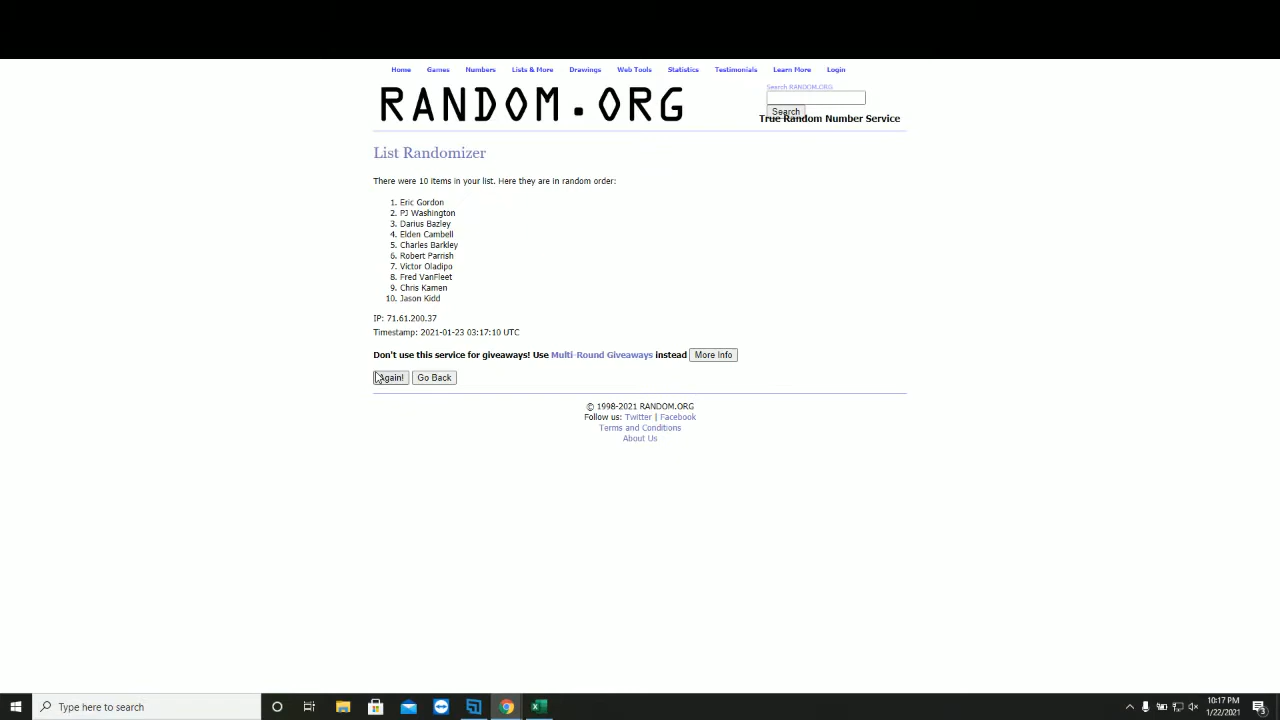 Home Games Numbers Lists & More Drawings Web Tools Statistics Testimonials Learn More Login
Search RANDOM.ORG
RANDOM.ORG
Search
True Random Number Service
List Randomizer
There were 10 items in your list. Here they are in random order:
1. Eric Gordon
2. PJ Washington
3. Darius Bazley
4. Elden Cambell
5. Charles Barkley
6. Robert Parrish
7. Victor Oladipo
8. Fred VanFleet
9. Chris Kamen
10. Jason Kidd
IP: 71.61.200.37
Timestamp: 2021-01-23 03:17:10 UTC
Don't use this service for giveaways! Use Multi-Round Giveaways instead More Info
Again! Go Back
© 1998-2021 RANDOM.ORG
Follow us: Twitter | Facebook
Terms and Conditions
About Us
Type here to search
10:17 PM
1/22/2021